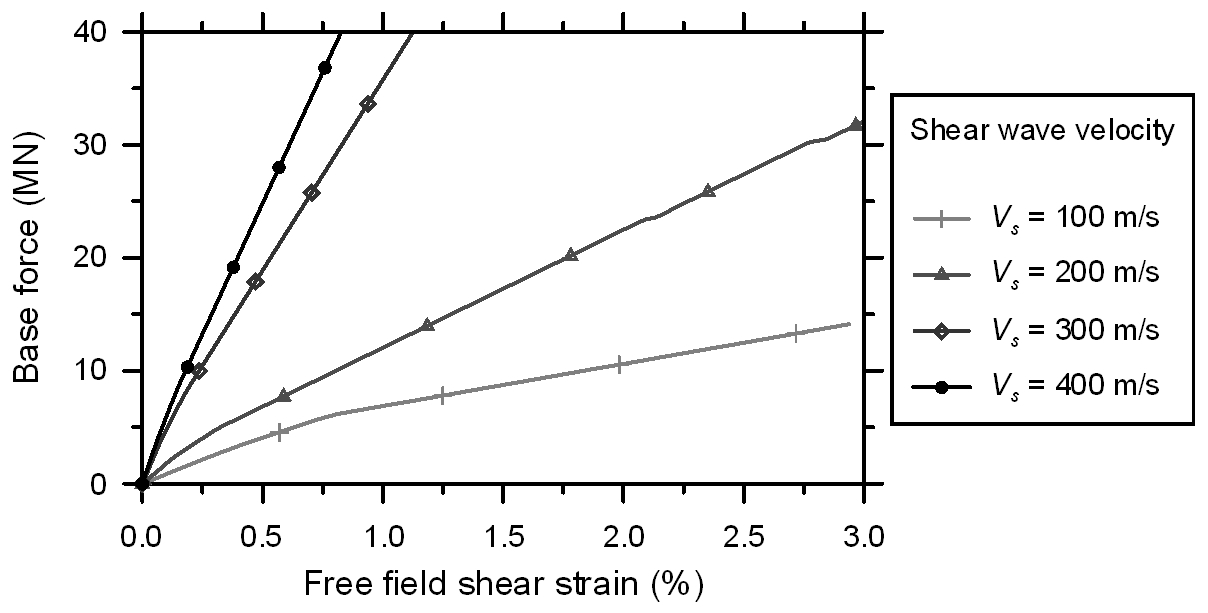 40
30
20
10
0
Base force (MN)
0.0 0.5 1.0 1.5 2.0 2.5 3.0
Free field shear strain (%)
Shear wave velocity
Vs = 100 m/s
Vs = 200 m/s
Vs = 300 m/s
Vs = 400 m/s